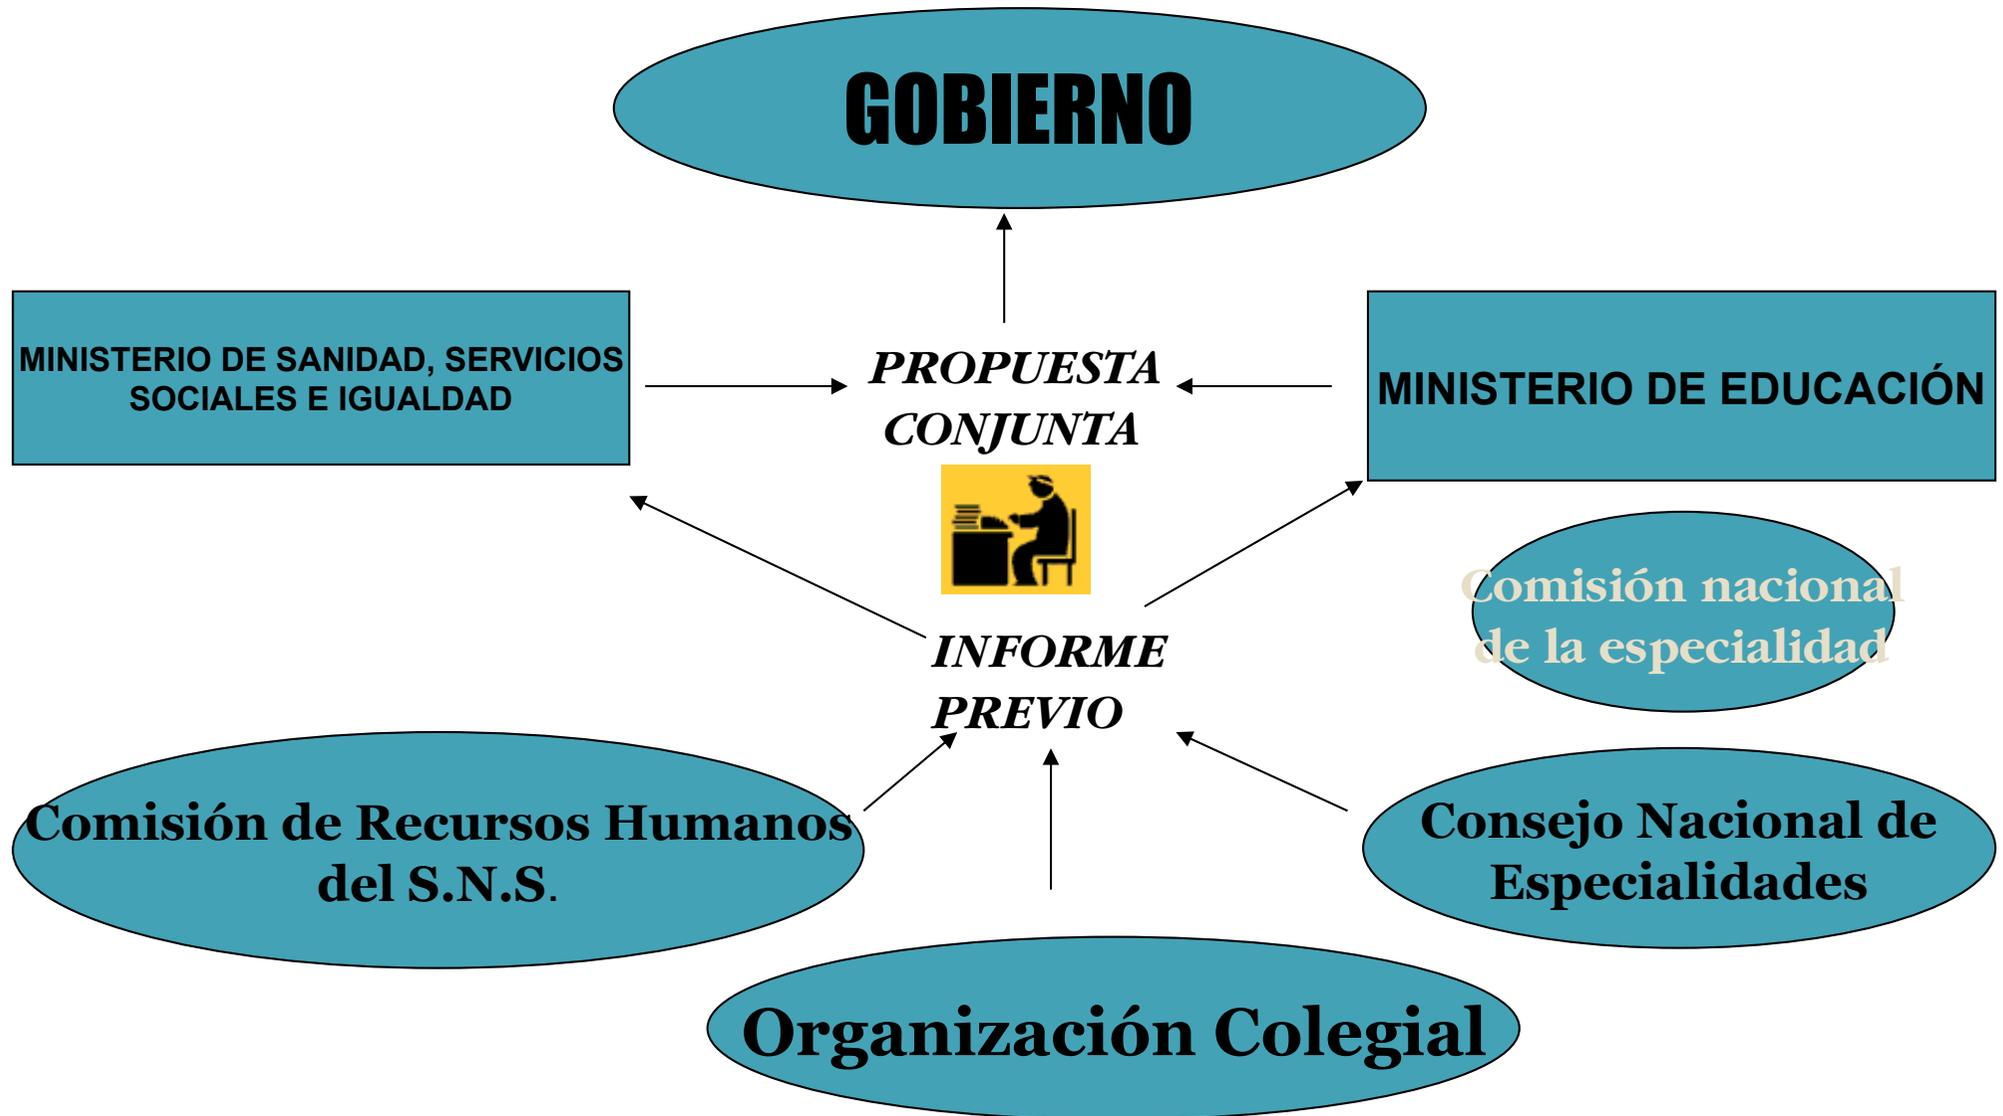 GOBIERNO
MINISTERIO DE SANIDAD, SERVICIOS
SOCIALES E IGUALDAD
PROPUESTA
CONJUNTA
MINISTERIO DE EDUCACIÓN
Comisión nacional
de la especialidad
INFORME
PREVIO
Comisión de Recursos Humanos
del S.N.S.
Consejo Nacional de
Especialidades
Organización Colegial